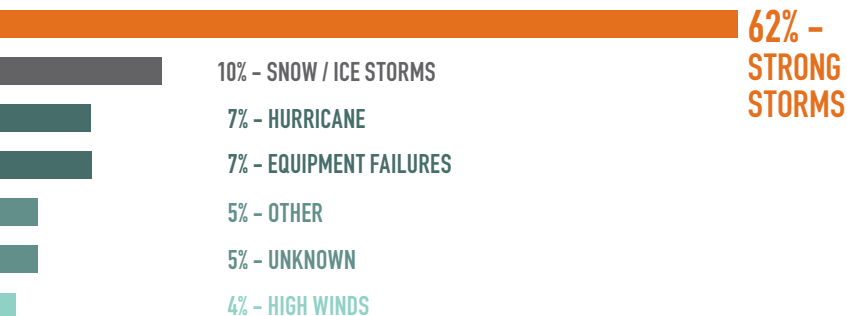 62% –
STRONG
STORMS
10% – SNOW / ICE STORMS
7% – HURRICANE
7% – EQUIPMENT FAILURES
5% – OTHER
5% – UNKNOWN
4% – HIGH WINDS